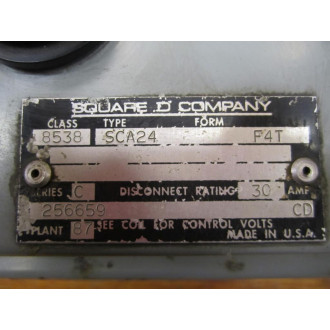 SQUARE D COMPANY
CLASS TYPE FORM
8538 SCA24 F4T
SERIES C DISCONNECT RATING 30 AMP
256659 CD
PLANT 87 SEE COIL FOR CONTROL VOLTS
MADE IN U.S.A.